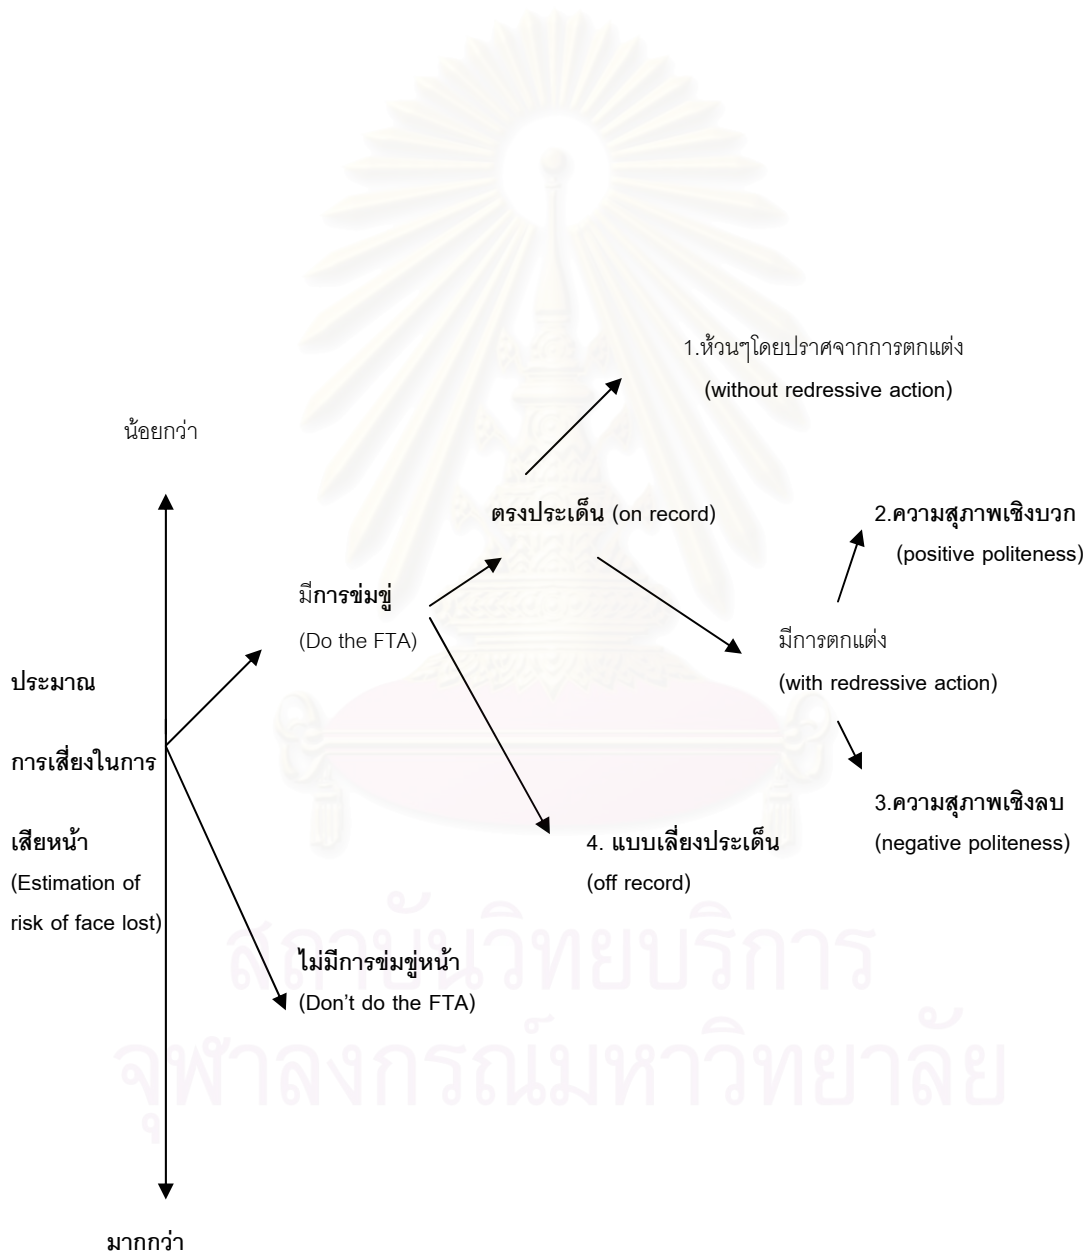 1.ห้วนๆโดยปราศจากการตกแต่ง
(without redressive action)
น้อยกว่า
ตรงประเด็น (on record)
2.ความสุภาพเชิงบวก
(positive politeness)
มีการข่มขู่
(Do the FTA)
มีการตกแต่ง
(with redressive action)
ประมาณ
การเสี่ยงในการ
เสียหน้า
(Estimation of
risk of face lost)
3.ความสุภาพเชิงลบ
(negative politeness)
4. แบบเลี่ยงประเด็น
(off record)
ไม่มีการข่มขู่หน้า
(Don't do the FTA)
มากกว่า
สถาบันวิทยบริการ
จุฬาลงกรณ์มหาวิทยาลัย